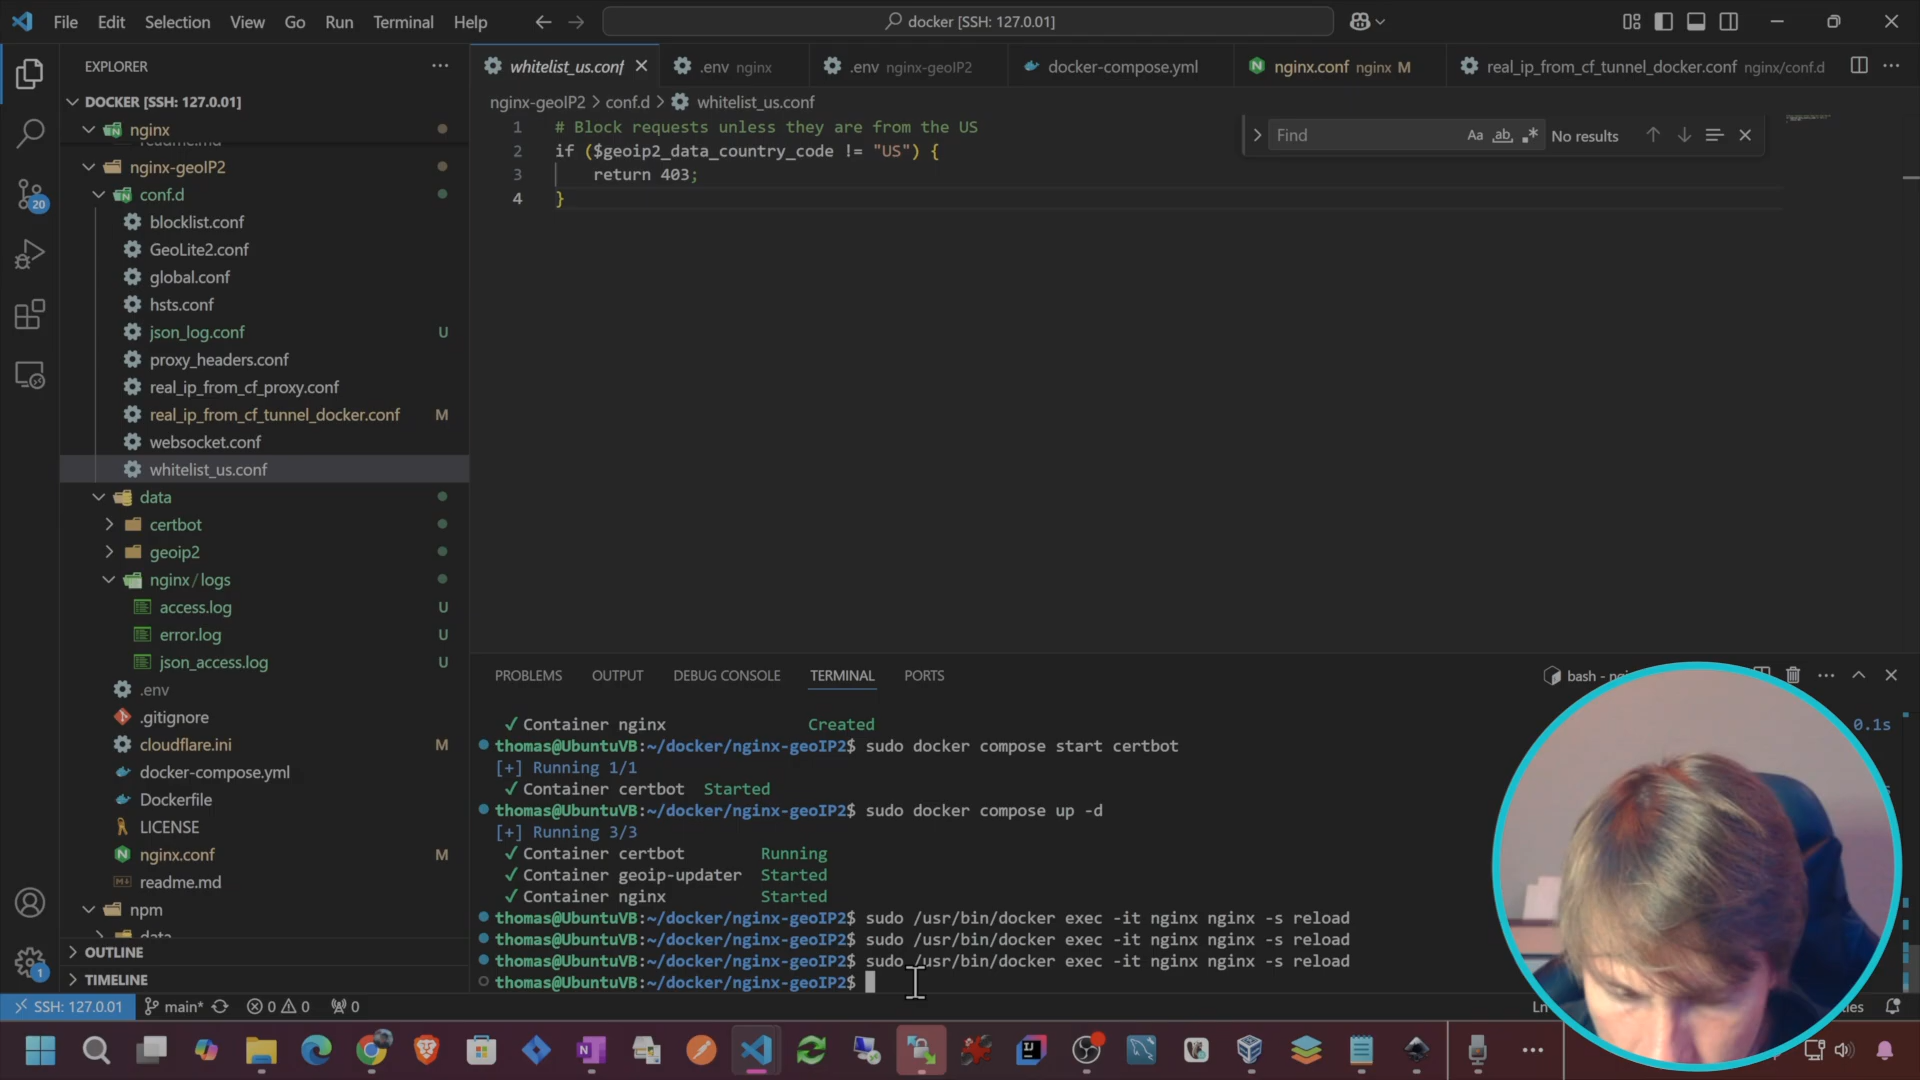 File Edit Selection View Go Run Terminal Help
docker [SSH: 127.0.01]
EXPLORER
whitelist_us.conf
.env nginx
.env nginx-geoIP2
docker-compose.yml
nginx.conf nginx M
real_ip_from_cf_tunnel_docker.conf nginx/conf.d
DOCKER [SSH: 127.0.01]
nginx
nginx-geoIP2
conf.d
blocklist.conf
GeoLite2.conf
global.conf
hsts.conf
json_log.conf U
proxy_headers.conf
real_ip_from_cf_proxy.conf
real_ip_from_cf_tunnel_docker.conf M
websocket.conf
whitelist_us.conf
data
certbot
geoip2
nginx/logs
access.log U
error.log U
json_access.log U
.env
.gitignore
cloudflare.ini M
docker-compose.yml
Dockerfile
LICENSE
nginx.conf M
readme.md
npm
OUTLINE
TIMELINE
20
1
nginx-geoIP2 > conf.d > whitelist_us.conf
1 # Block requests unless they are from the US
2 if ($geoip2_data_country_code != "US") {
3 return 403;
4 }
Find Aa ab No results
PROBLEMS OUTPUT DEBUG CONSOLE TERMINAL PORTS
✓ Container nginx Created 0.1s
thomas@UbuntuVB:~/docker/nginx-geoIP2$ sudo docker compose start certbot
[+] Running 1/1
✓ Container certbot Started
thomas@UbuntuVB:~/docker/nginx-geoIP2$ sudo docker compose up -d
[+] Running 3/3
✓ Container certbot Running
✓ Container geoip-updater Started
✓ Container nginx Started
thomas@UbuntuVB:~/docker/nginx-geoIP2$ sudo /usr/bin/docker exec -it nginx nginx -s reload
thomas@UbuntuVB:~/docker/nginx-geoIP2$ sudo /usr/bin/docker exec -it nginx nginx -s reload
thomas@UbuntuVB:~/docker/nginx-geoIP2$ sudo /usr/bin/docker exec -it nginx nginx -s reload
thomas@UbuntuVB:~/docker/nginx-geoIP2$
SSH: 127.0.01 main* 0 0 0